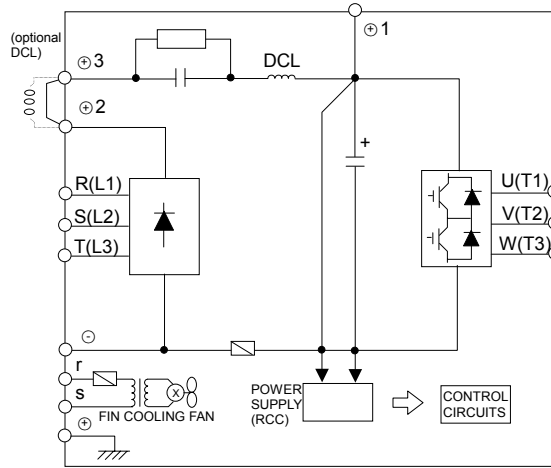 (optional
DCL)
⊕3
DCL
⊕1
⊕2
+
R(L1)
S(L2)
T(L3)
U(T1)
V(T2)
W(T3)
⊖
r
s
X
FIN COOLING FAN
⊕
POWER
SUPPLY
(RCC)
CONTROL
CIRCUITS